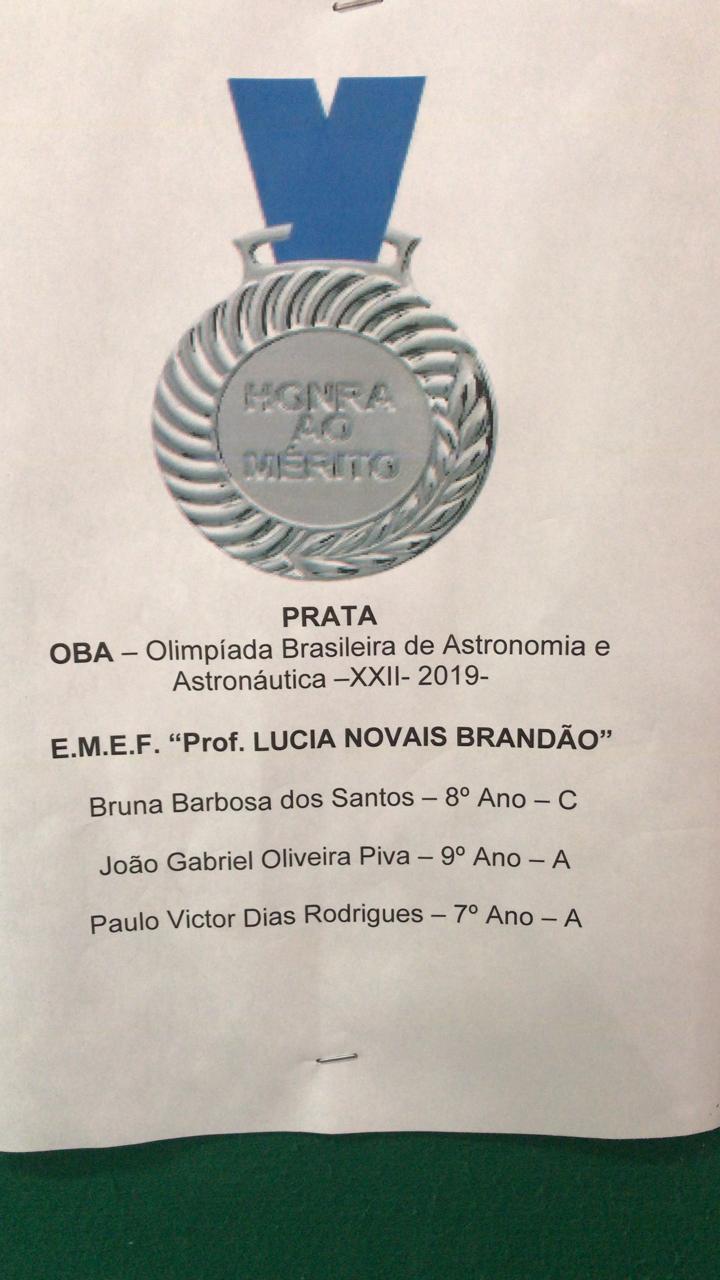 HONRA
AO
MÉRITO
PRATA
OBA – Olimpíada Brasileira de Astronomia e
Astronáutica –XXII- 2019-
E.M.E.F. “Prof. LUCIA NOVAIS BRANDÃO”
Bruna Barbosa dos Santos – 8º Ano – C
João Gabriel Oliveira Piva – 9º Ano – A
Paulo Victor Dias Rodrigues – 7º Ano – A